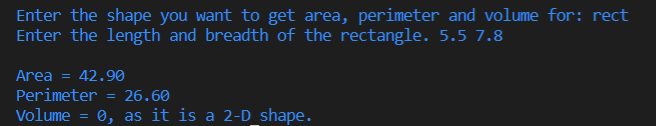 Enter the shape you want to get area, perimeter and volume for: rect
Enter the length and breadth of the rectangle. 5.5 7.8
Area = 42.90
Perimeter = 26.60
Volume = 0, as it is a 2-D shape.